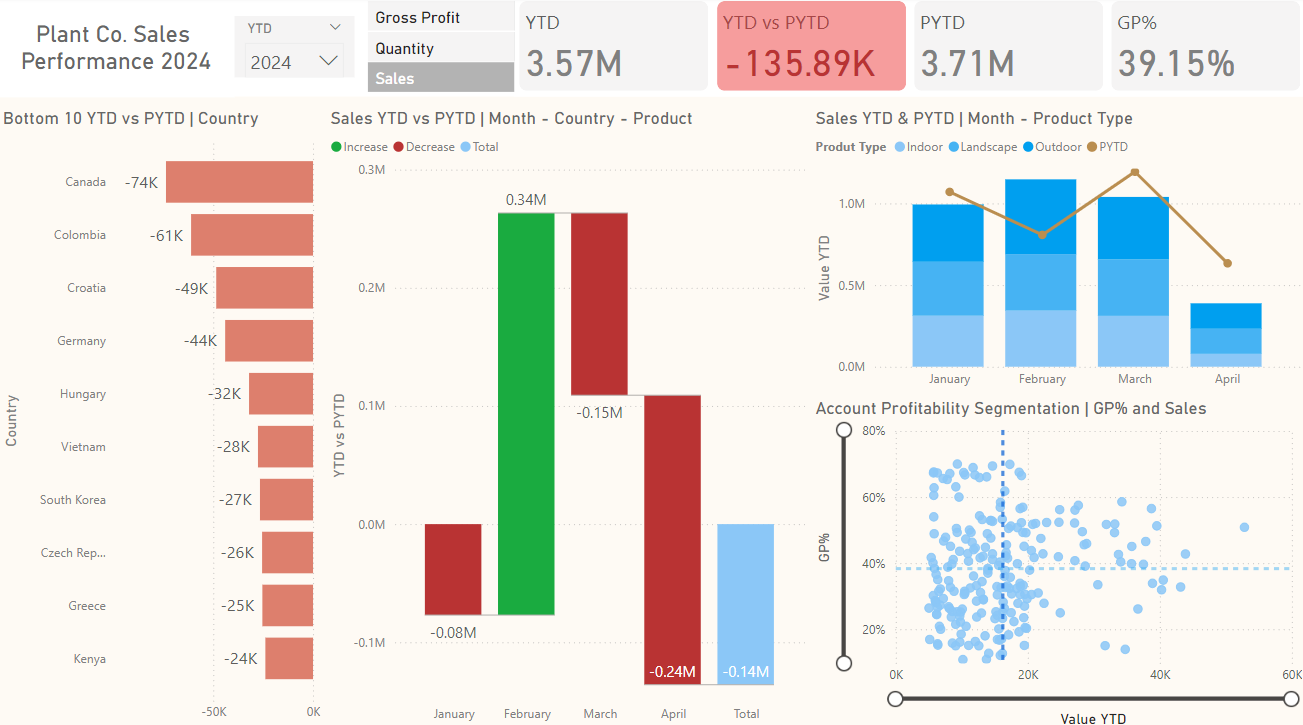 Plant Co. Sales
Performance 2024
YTD
2024
Gross Profit
Quantity
Sales
YTD
3.57M
YTD vs PYTD
-135.89K
PYTD
3.71M
GP%
39.15%
Bottom 10 YTD vs PYTD | Country
Country
Canada -74K
Colombia -61K
Croatia -49K
Germany -44K
Hungary -32K
Vietnam -28K
South Korea -27K
Czech Rep... -26K
Greece -25K
Kenya -24K
-50K 0K
Sales YTD vs PYTD | Month - Country - Product
Increase Decrease Total
YTD vs PYTD
0.3M
0.2M
0.1M
0.0M
-0.1M
0.34M
-0.15M
-0.08M
-0.24M
-0.14M
January February March April Total
Sales YTD & PYTD | Month - Product Type
Produt Type Indoor Landscape Outdoor PYTD
Value YTD
1.0M
0.5M
0.0M
January February March April
Account Profitability Segmentation | GP% and Sales
GP%
80%
60%
40%
20%
0K 20K 40K 60K
Value YTD